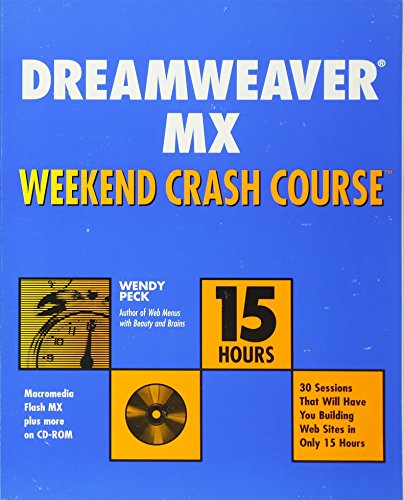 DREAMWEAVER®
MX
WEEKEND CRASH COURSE™
WENDY
PECK
Author of Web Menus
with Beauty and Brains
15
HOURS
Macromedia
Flash MX
plus more
on CD-ROM
30 Sessions
That Will Have
You Building
Web Sites in
Only 15 Hours